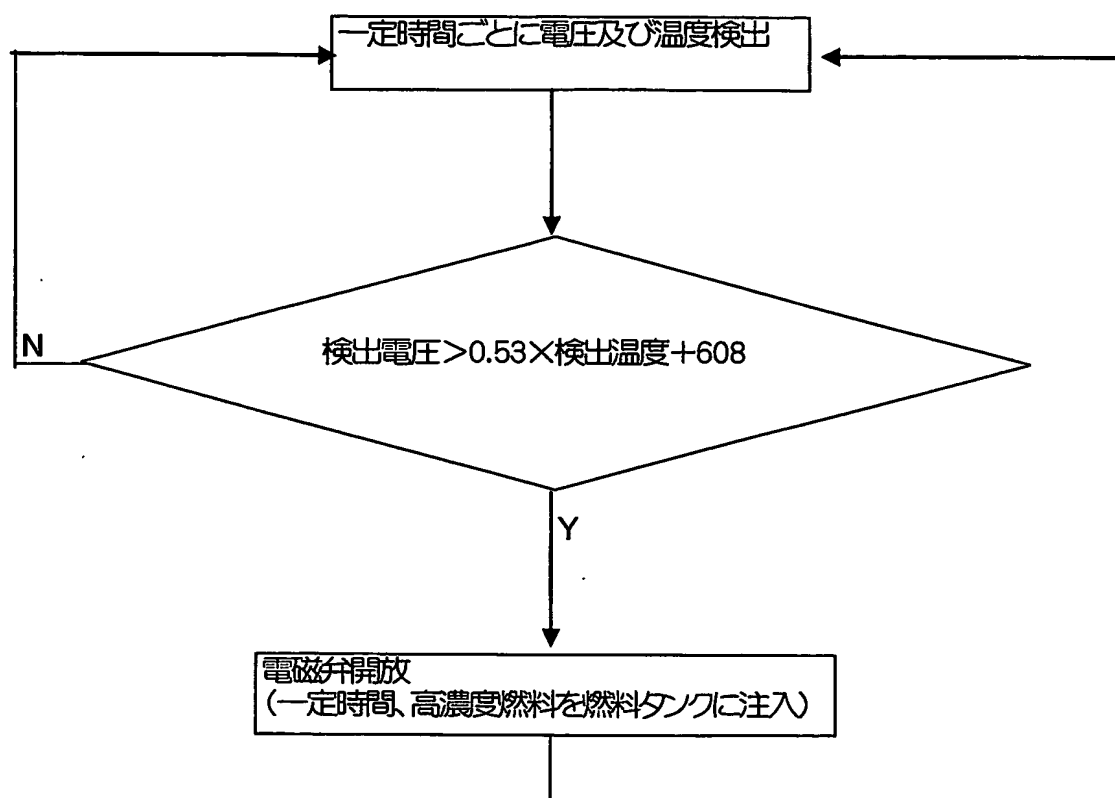 一定時間ごとに電圧及び温度検出
検出電圧＞0.53×検出温度＋608
N
Y
電磁弁開放
（一定時間、高濃度燃料を燃料タンクに注入）